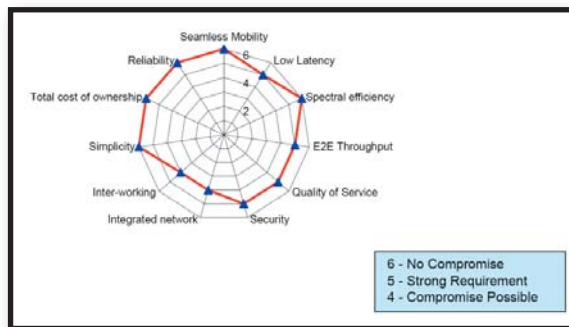 Seamless Mobility
Reliability
6
Low Latency
4
Total cost of ownership
Spectral efficiency
2
Simplicity
E2E Throughput
Inter-working
Quality of Service
Integrated network
Security
6 - No Compromise
5 - Strong Requirement
4 - Compromise Possible